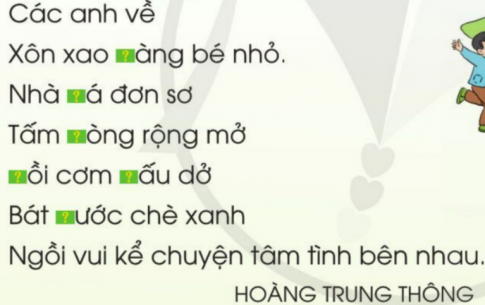 Các anh về
Xôn xao ?àng bé nhỏ.
Nhà ?á đơn sơ
Tấm ?òng rộng mở
?ồi cơm ?ấu dở
Bát ?ước chè xanh
Ngồi vui kể chuyện tâm tình bên nhau.
HOÀNG TRUNG THÔNG